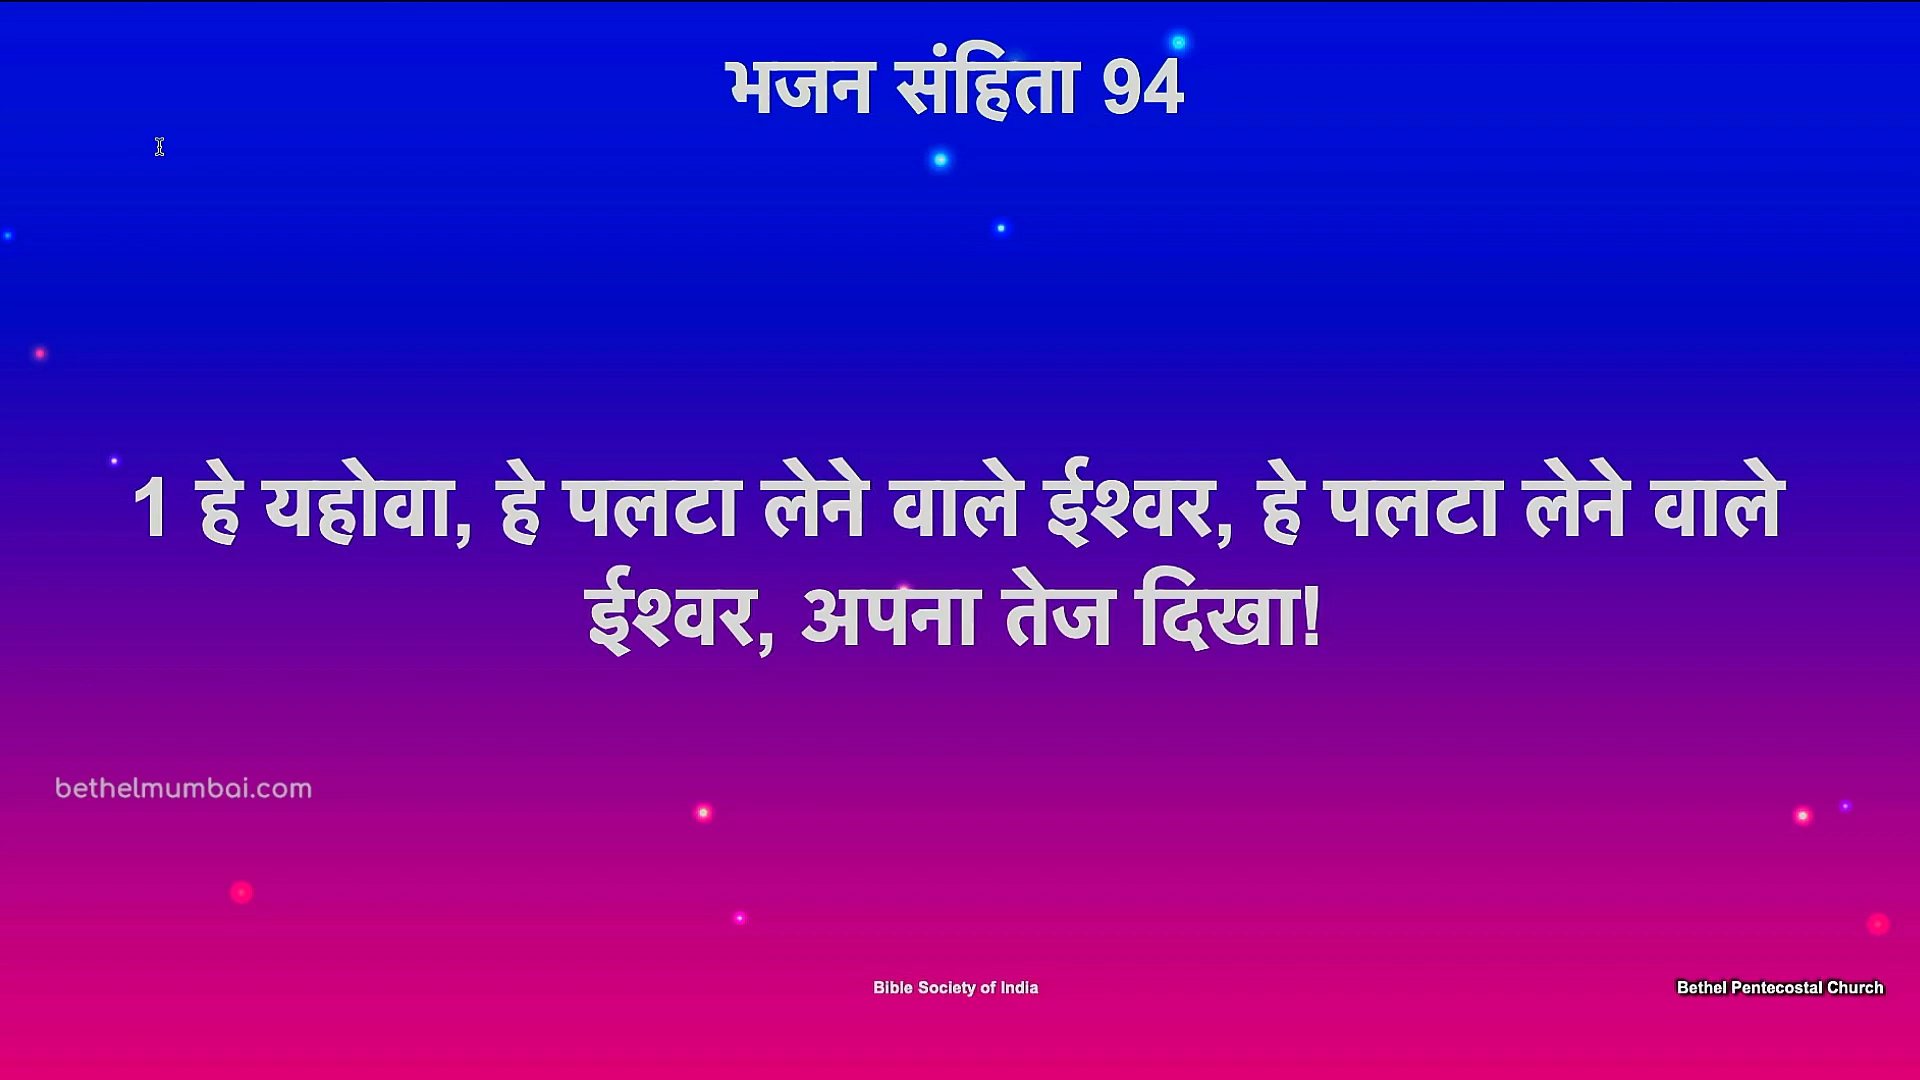 भजन संहिता 94
1 हे यहोवा, हे पलटा लेने वाले ईश्वर, हे पलटा लेने वाले
ईश्वर, अपना तेज दिखा!
bethelmumbai.com
Bible Society of India
Bethel Pentecostal Church